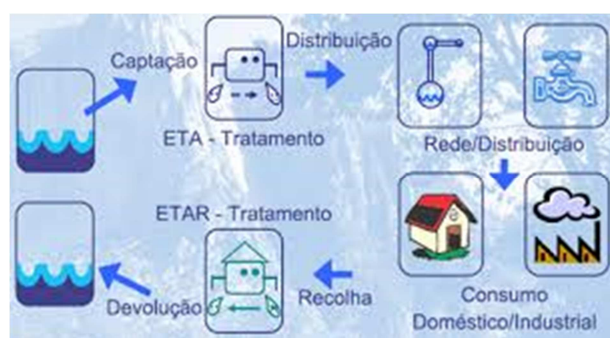 Captação
Distribuição
ETA - Tratamento
Rede/Distribuição
ETAR - Tratamento
Devolução
Recolha
Consumo
Doméstico/Industrial